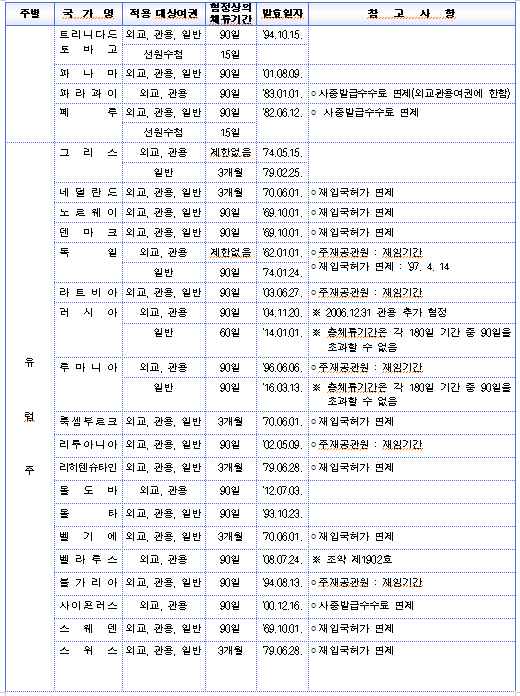 주별 국 가 명 적용 대상여권 협정상의 체류기간 발효일자 참 고 사 항
트리니다드 토 바 고 외교, 관용, 일반 90일 '94.10.15.
선원수첩 15일
파 나 마 외교, 관용, 일반 90일 '01.08.09.
파 라 과 이 외교, 관용 90일 '83.01.01. ○사증발급수수료 면제(외교관용여권에 한함)
페 루 외교, 관용 90일 '82.06.12. ○ 사증발급수수료 면제
선원수첩 15일
유 럽 주
그 리 스 외교, 관용 제한없음 '74.05.15.
일반 3개월 '79.02.25.
네 덜 란 드 외교, 관용, 일반 3개월 '70.06.01. ○재입국허가 면제
노 르 웨 이 외교, 관용, 일반 90일 '69.10.01. ○재입국허가 면제
덴 마 크 외교, 관용, 일반 90일 '69.10.01. ○재입국허가 면제
독 일 외교, 관용 제한없음 '62.01.01. ○주재공관원 : 재임기간
일반 90일 '74.01.24. ○재입국허가 면제 : '97. 4. 14
라 트 비 아 외교, 관용, 일반 90일 '03.06.27. ○주재공관원 : 재임기간
러 시 아 외교, 관용 90일 '04.11.20. ※ 2006.12.31 관용 추가 협정
일반 60일 '14.01.01. ※ 총체류기간은 각 180일 기간 중 90일을
초과할 수 없음
루 마 니 아 외교, 관용 90일 '96.06.06. ○주재공관원 : 재임기간
일반 90일 '16.03.13. ※ 총체류기간은 각 180일 기간 중 90일을
초과할 수 없음
룩셈부르크 외교, 관용, 일반 3개월 '70.06.01. ○재입국허가 면제
리투아니아 외교, 관용, 일반 90일 '02.05.09. ○주재공관원 : 재임기간
리히텐슈타인 외교, 관용, 일반 3개월 '79.06.28. ○재입국허가 면제
몰 도 바 외교, 관용 90일 '12.07.03.
몰 타 외교, 관용, 일반 90일 '93.10.23.
벨 기 에 외교, 관용, 일반 3개월 '70.06.01. ○재입국허가 면제
벨 라 루 스 외교, 관용 90일 '08.07.24. ※ 조약 제1902호
불 가 리 아 외교, 관용, 일반 90일 '94.08.13. ○주재공관원 : 재임기간
사이프러스 외교, 관용 90일 '00.12.16. ○사증발급수수료 면제
스 웨 덴 외교, 관용, 일반 90일 '69.10.01. ○재입국허가 면제
스 위 스 외교, 관용, 일반 3개월 '79.06.28. ○재입국허가 면제